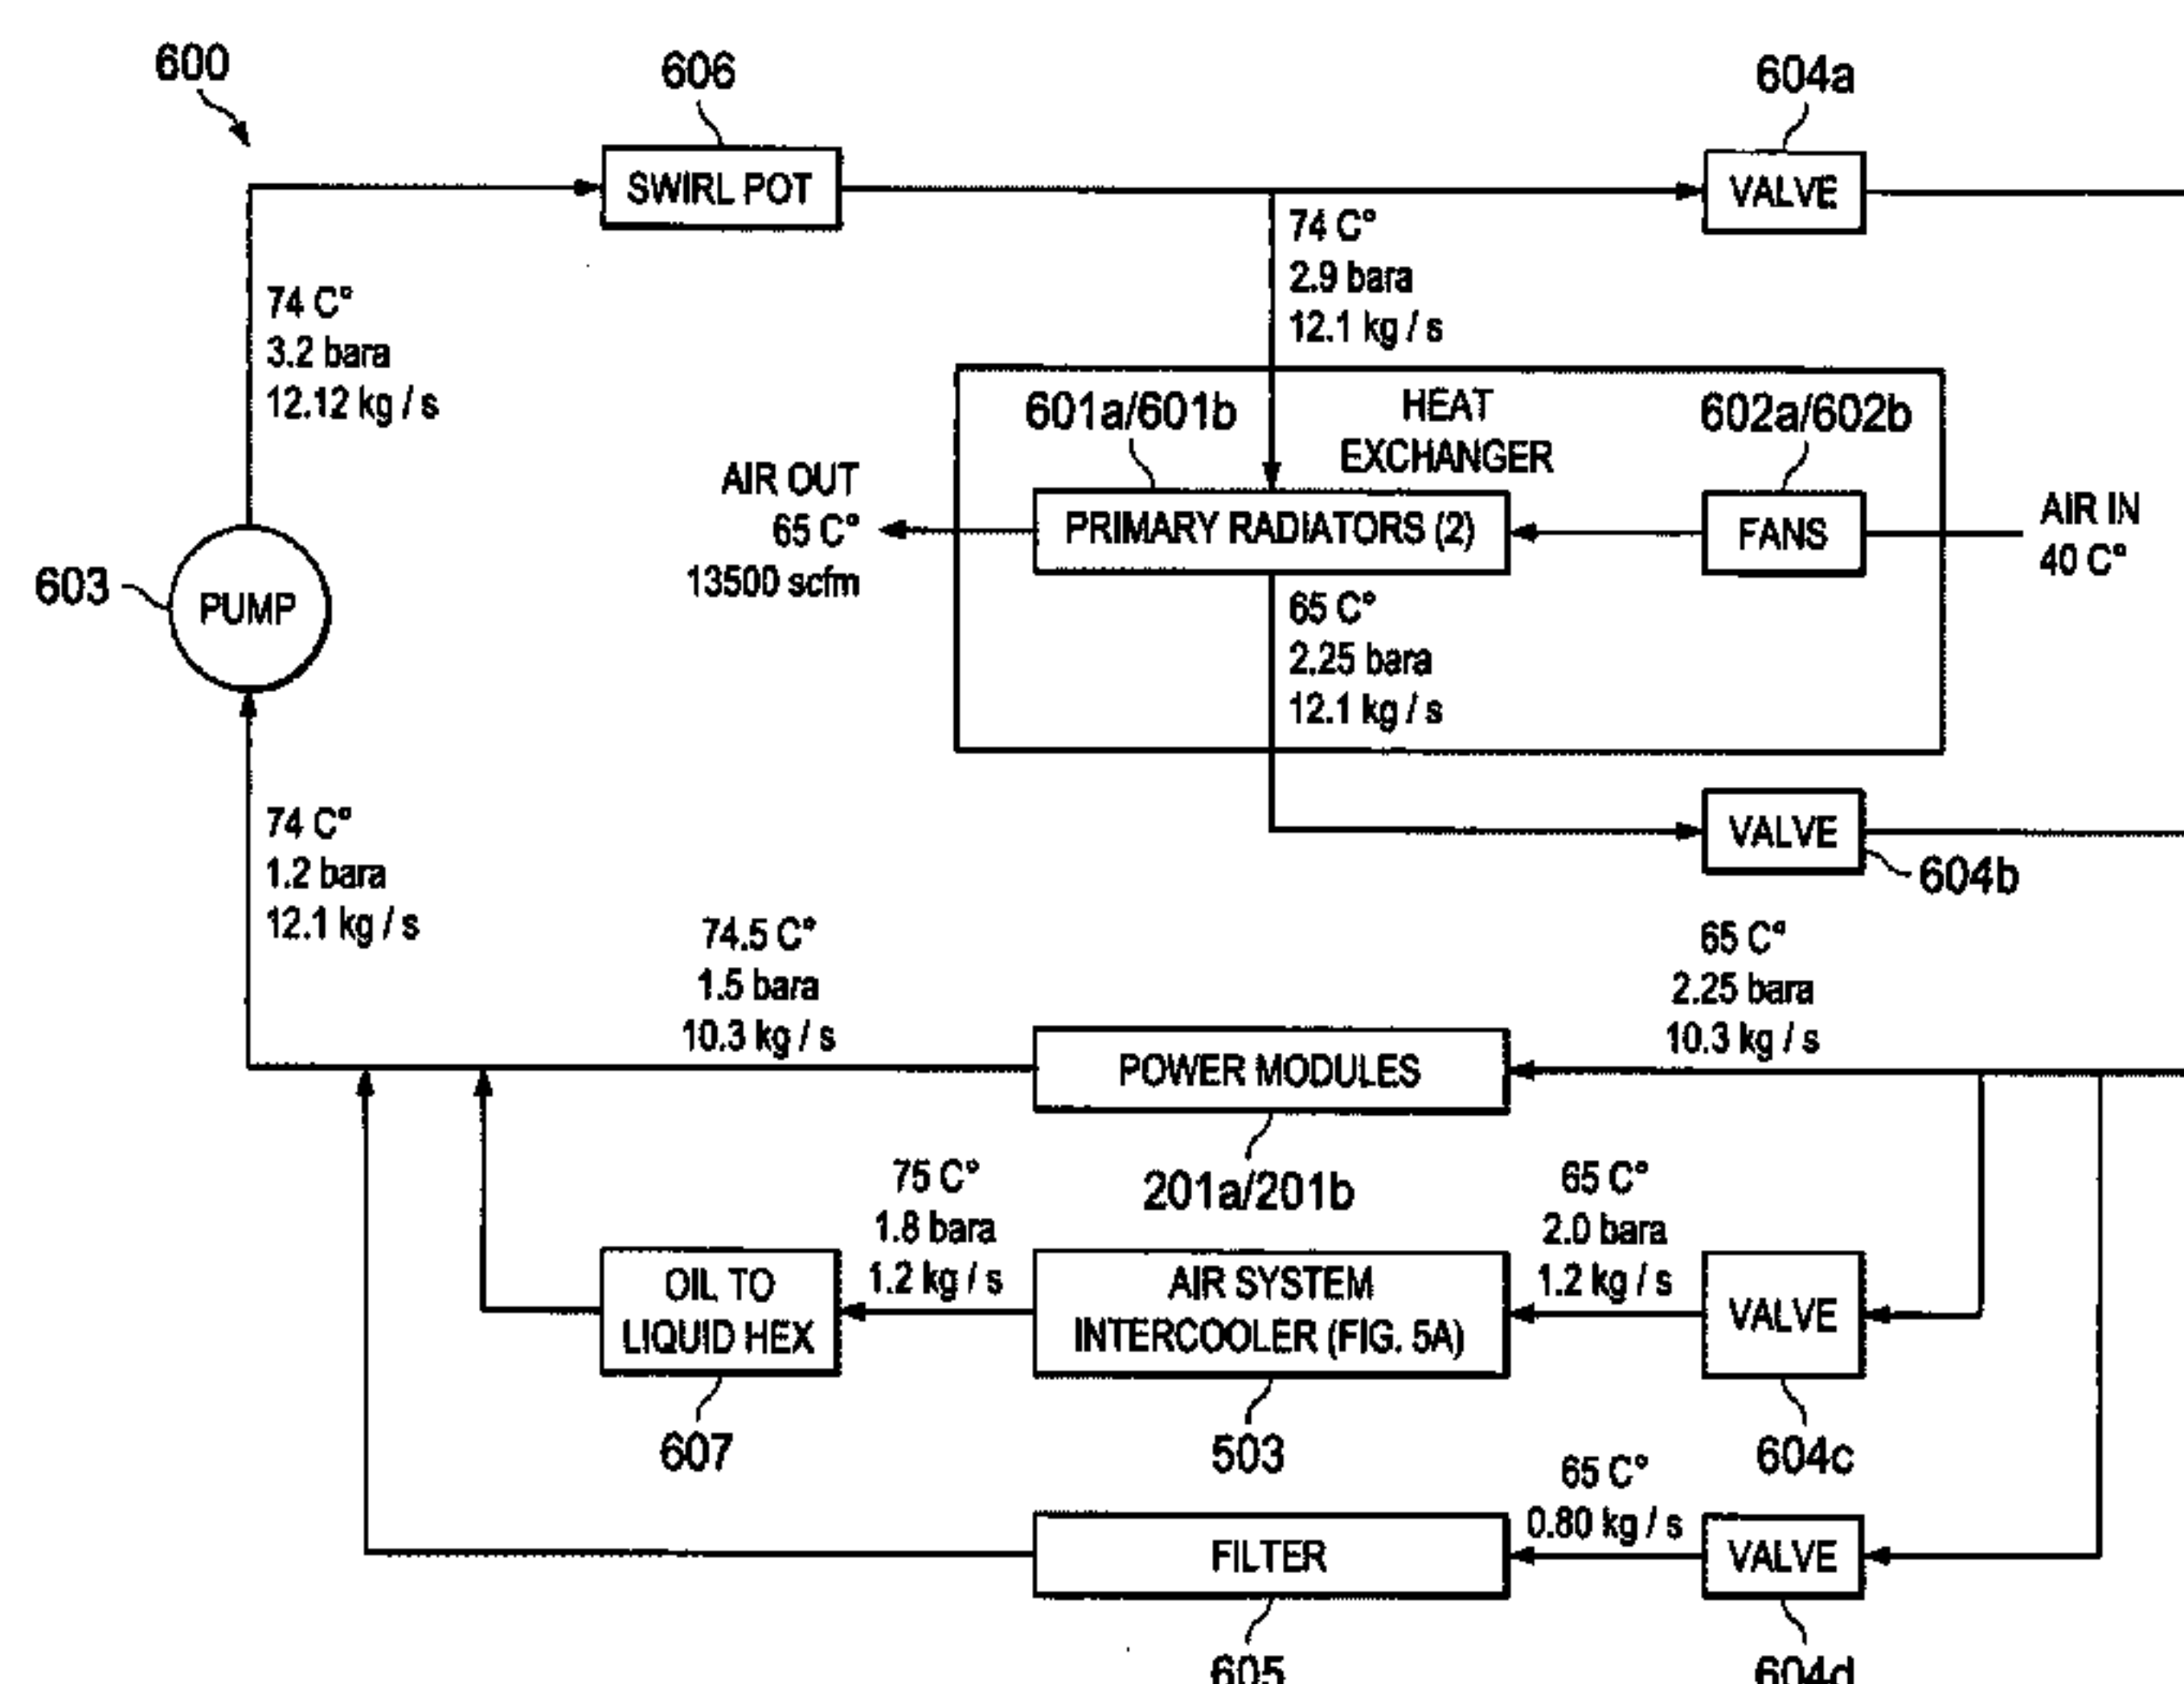 600
606
604a
SWIRL POT
VALVE
74 C°
2.9 bara
12.1 kg / s
74 C°
3.2 bara
12.12 kg / s
601a/601b
HEAT
EXCHANGER
602a/602b
AIR OUT
65 C°
13500 scfm
PRIMARY RADIATORS (2)
FANS
AIR IN
40 C°
603
PUMP
65 C°
2.25 bara
12.1 kg / s
VALVE
604b
74 C°
1.2 bara
12.1 kg / s
74.5 C°
1.5 bara
10.3 kg / s
65 C°
2.25 bara
10.3 kg / s
POWER MODULES
201a/201b
75 C°
1.8 bara
1.2 kg / s
65 C°
2.0 bara
1.2 kg / s
OIL TO
LIQUID HEX
AIR SYSTEM
INTERCOOLER (FIG. 5A)
VALVE
607
503
604c
65 C°
0.80 kg / s
FILTER
VALVE
605
604d